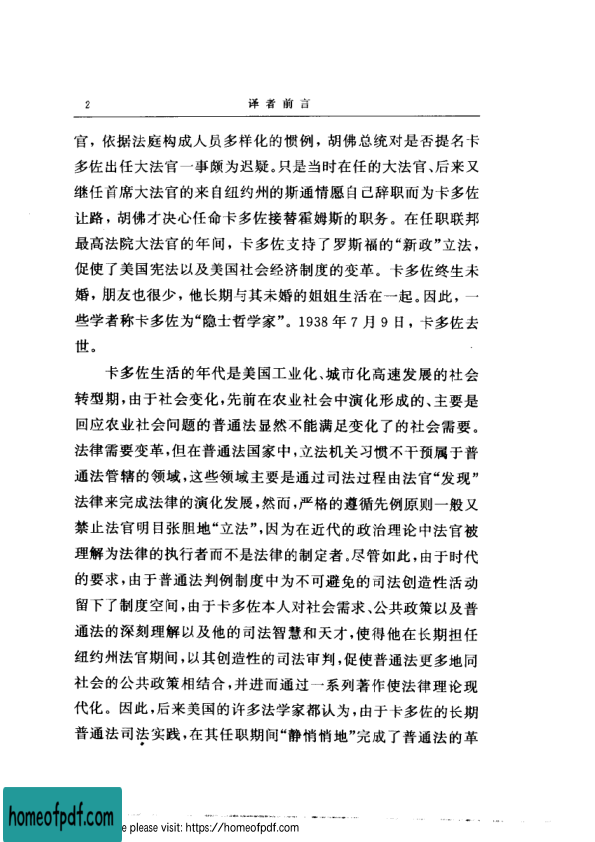 2 译者前言
官，依据法庭构成人员多样化的惯例，胡佛总统对是否提名卡
多佐出任大法官一事颇为迟疑。只是当时在任的大法官、后来又
继任首席大法官的来自纽约州的斯通情愿自己辞职而为卡多佐
让路，胡佛才决心任命卡多佐接替霍姆斯的职务。在任职联邦
最高法院大法官的年间，卡多佐支持了罗斯福的“新政”立法，
促使了美国宪法以及美国社会经济制度的变革。卡多佐终生未
婚，朋友也很少，他长期与其未婚的姐姐生活在一起。因此，一
些学者称卡多佐为“隐士哲学家”。1938年7月9日，卡多佐去
世。
卡多佐生活的年代是美国工业化、城市化高速发展的社会
转型期，由于社会变化，先前在农业社会中演化形成的、主要是
回应农业社会问题的普通法显然不能满足变化了的社会需要。
法律需要变革，但在普通法国家中，立法机关习惯不干预属于普
通法管辖的领域，这些领域主要是通过司法过程由法官“发现”
法律来完成法律的演化发展，然而，严格的遵循先例原则一般又
禁止法官明目张胆地“立法”，因为在近代的政治理论中法官被
理解为法律的执行者而不是法律的制定者。尽管如此，由于时代
的要求，由于普通法判例制度中为不可避免的司法创造性活动
留下了制度空间，由于卡多佐本人对社会需求、公共政策以及普
通法的深刻理解以及他的司法智慧和天才，使得他在长期担任
纽约州法官期间，以其创造性的司法审判，促使普通法更多地同
社会的公共政策相结合，并进而通过一系列著作使法律理论现
代化。因此，后来美国的许多法学家都认为，由于卡多佐的长期
普通法司法实践，在其任职期间“静悄悄地”完成了普通法的革
homeofpdf.com
e please visit: https://homeofpdf.com